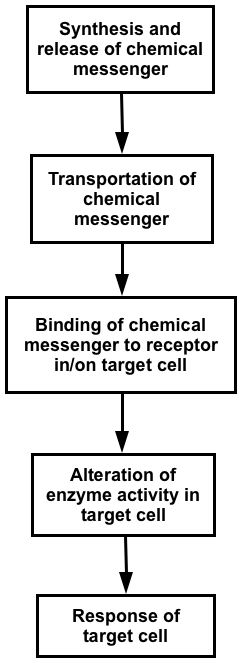 Synthesis and
release of chemical
messenger
Transportation of
chemical
messenger
Binding of chemical
messenger to receptor
in/on target cell
Alteration of
enzyme activity in
target cell
Response of
target cell